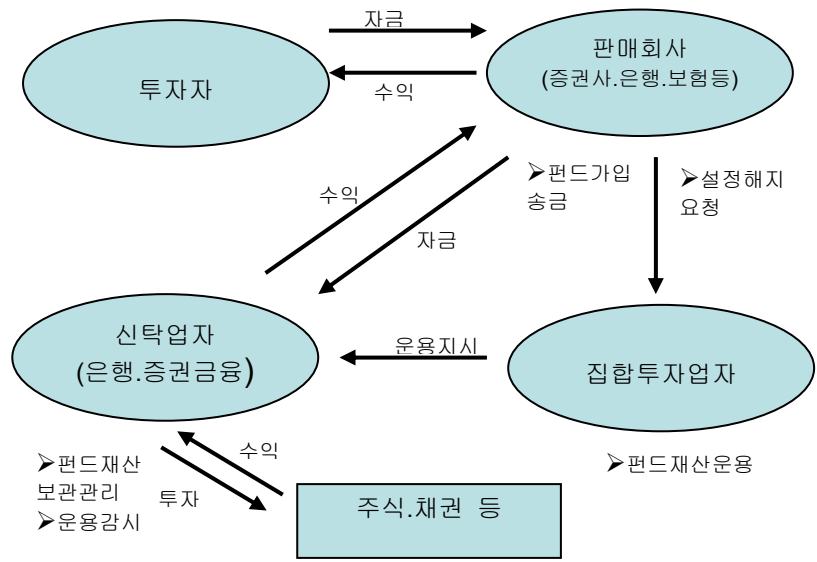 자금
투자자
판매회사
(증권사.은행.보험등)
수익
➢펀드가입
송금
➢설정해지
요청
수익
자금
신탁업자
(은행.증권금융)
운용지시
집합투자업자
➢펀드재산
보관관리
➢운용감시
수익
투자
➢펀드재산운용
주식.채권 등